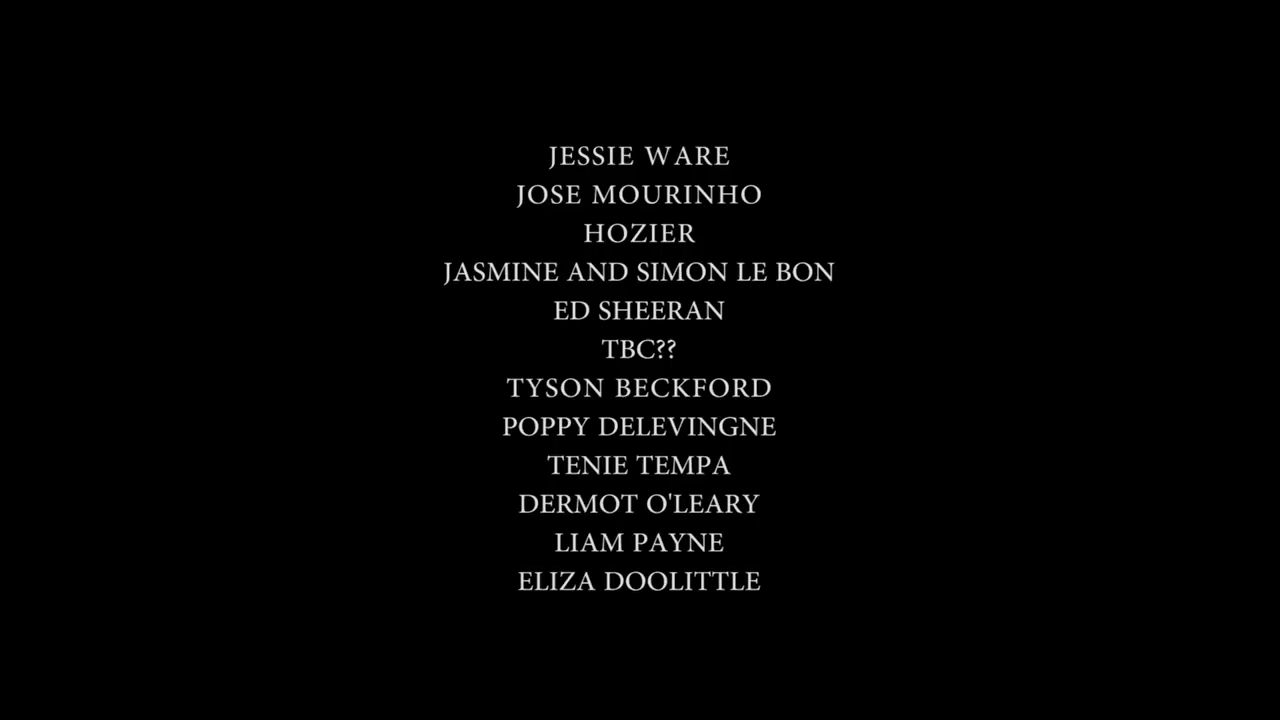 JESSIE WARE
JOSE MOURINHO
HOZIER
JASMINE AND SIMON LE BON
ED SHEERAN
TBC??
TYSON BECKFORD
POPPY DELEVINGNE
TENIE TEMPA
DERMOT O'LEARY
LIAM PAYNE
ELIZA DOOLITTLE